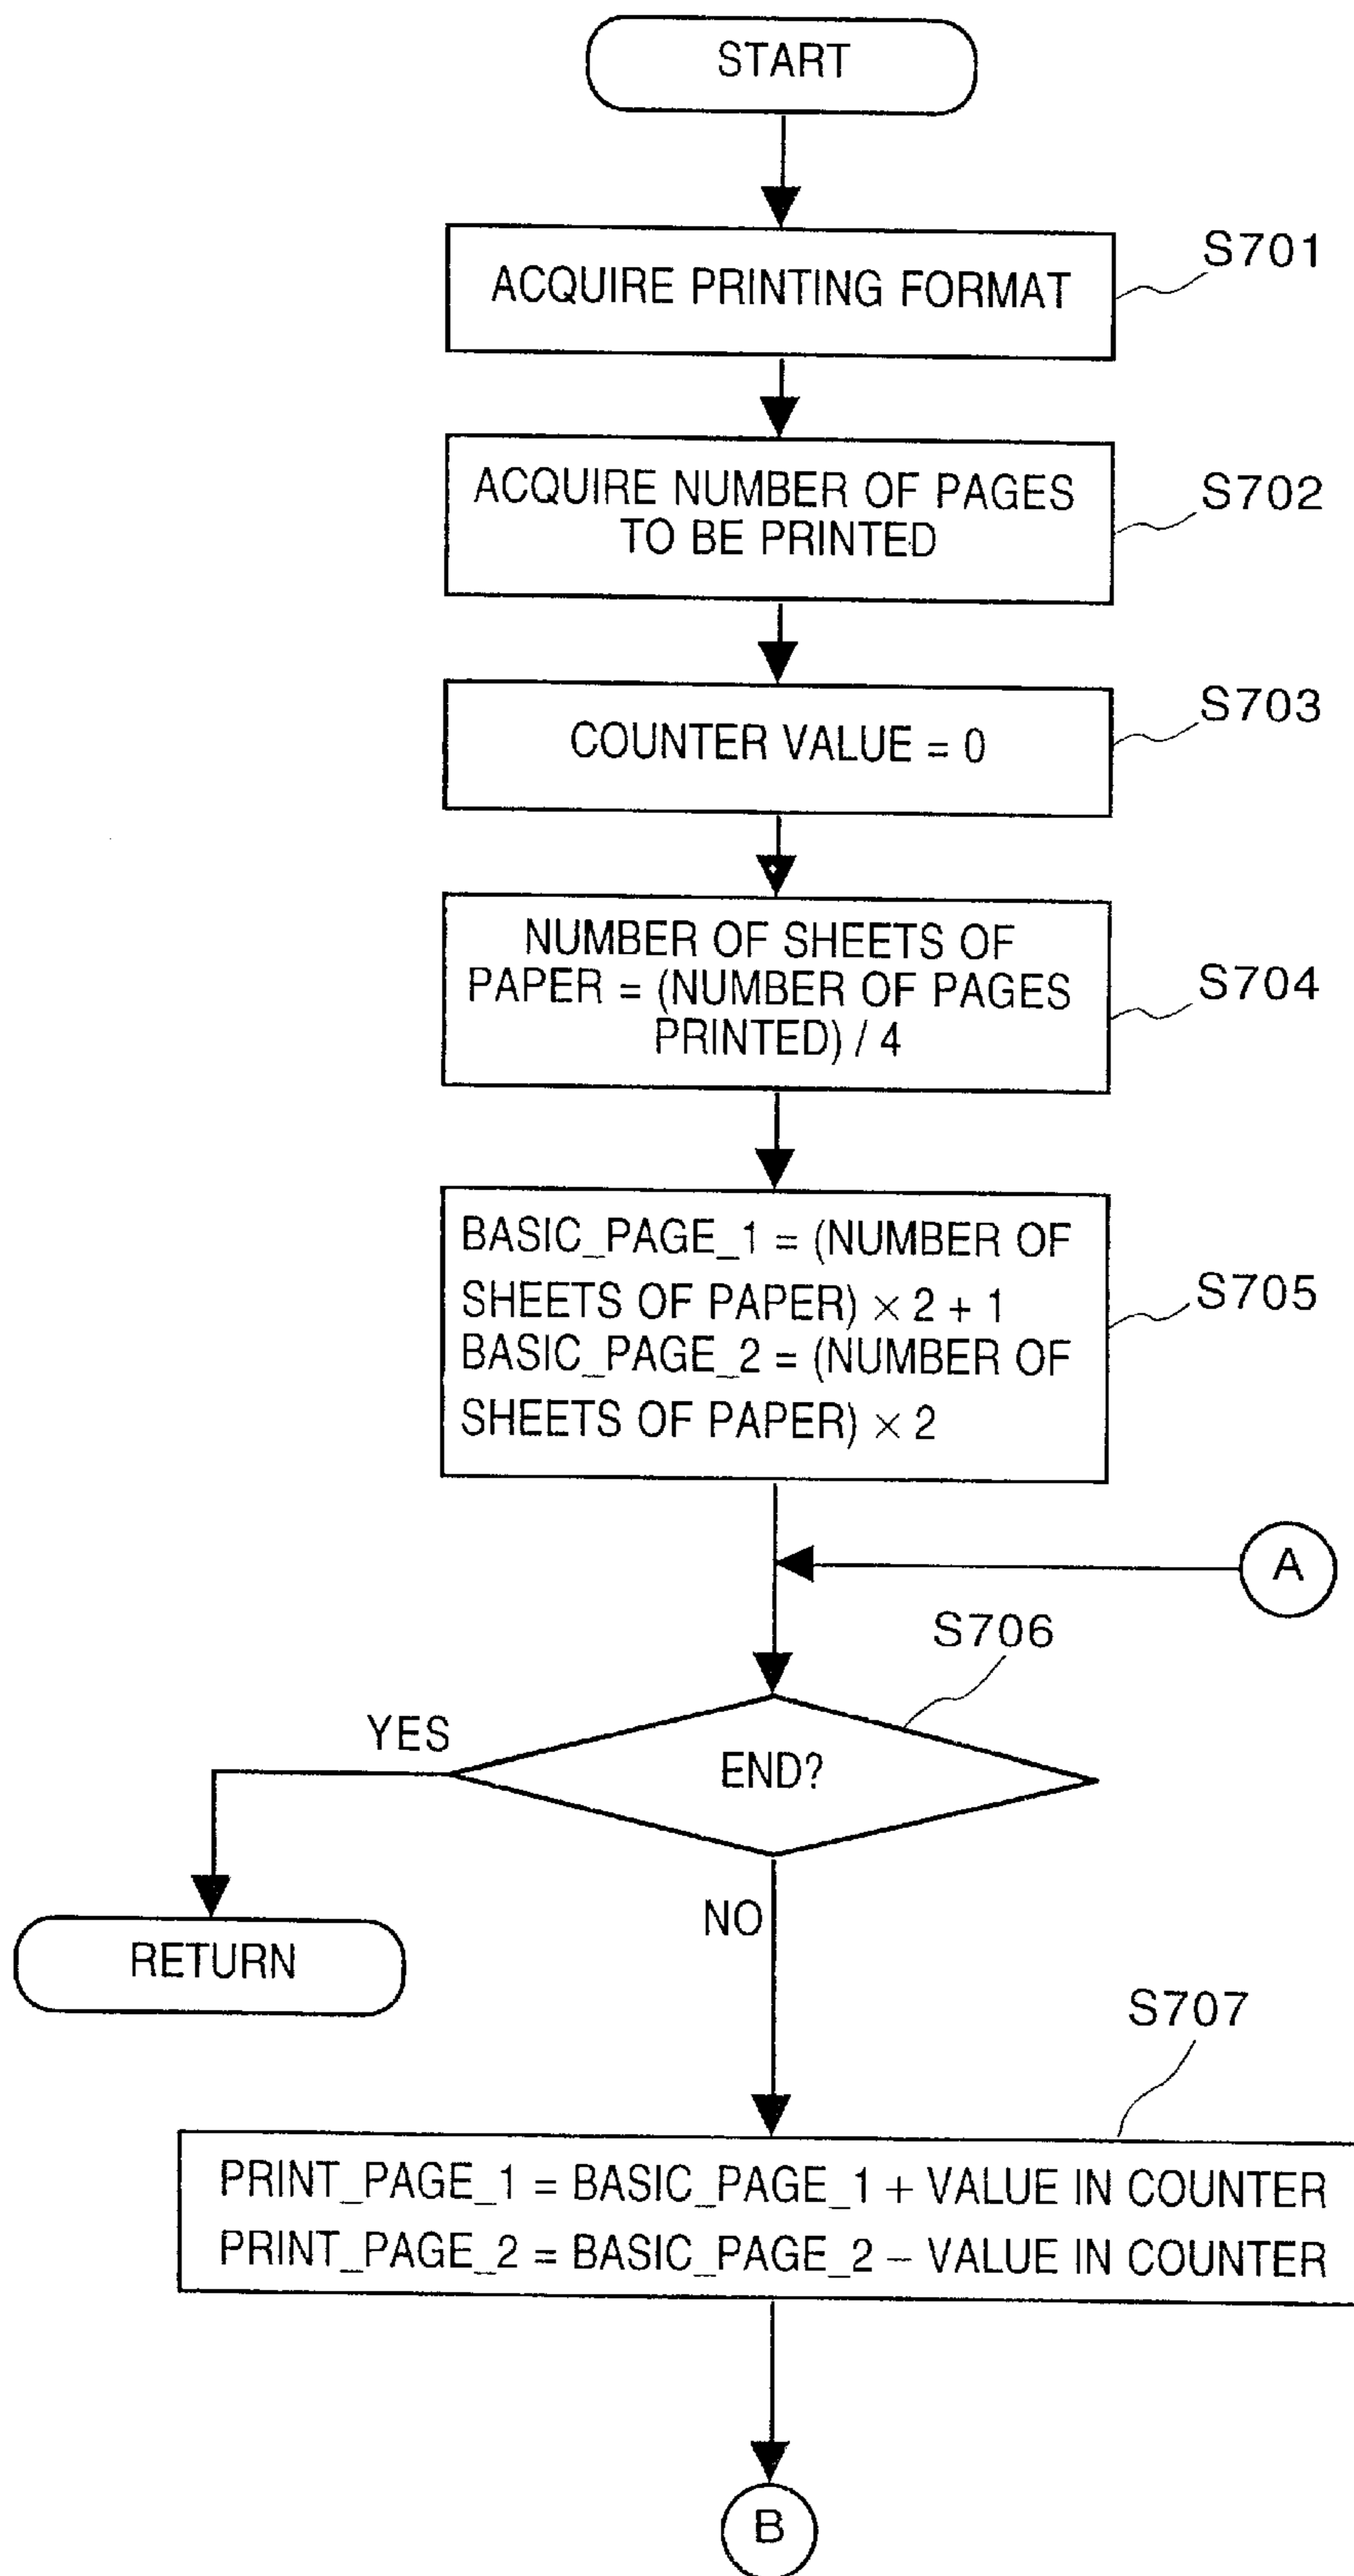 START
ACQUIRE PRINTING FORMAT
S701
ACQUIRE NUMBER OF PAGES
TO BE PRINTED
S702
COUNTER VALUE = 0
S703
NUMBER OF SHEETS OF
PAPER = (NUMBER OF PAGES
PRINTED) / 4
S704
BASIC_PAGE_1 = (NUMBER OF
SHEETS OF PAPER) × 2 + 1
BASIC_PAGE_2 = (NUMBER OF
SHEETS OF PAPER) × 2
S705
A
S706
YES
END?
RETURN
NO
S707
PRINT_PAGE_1 = BASIC_PAGE_1 + VALUE IN COUNTER
PRINT_PAGE_2 = BASIC_PAGE_2 – VALUE IN COUNTER
B